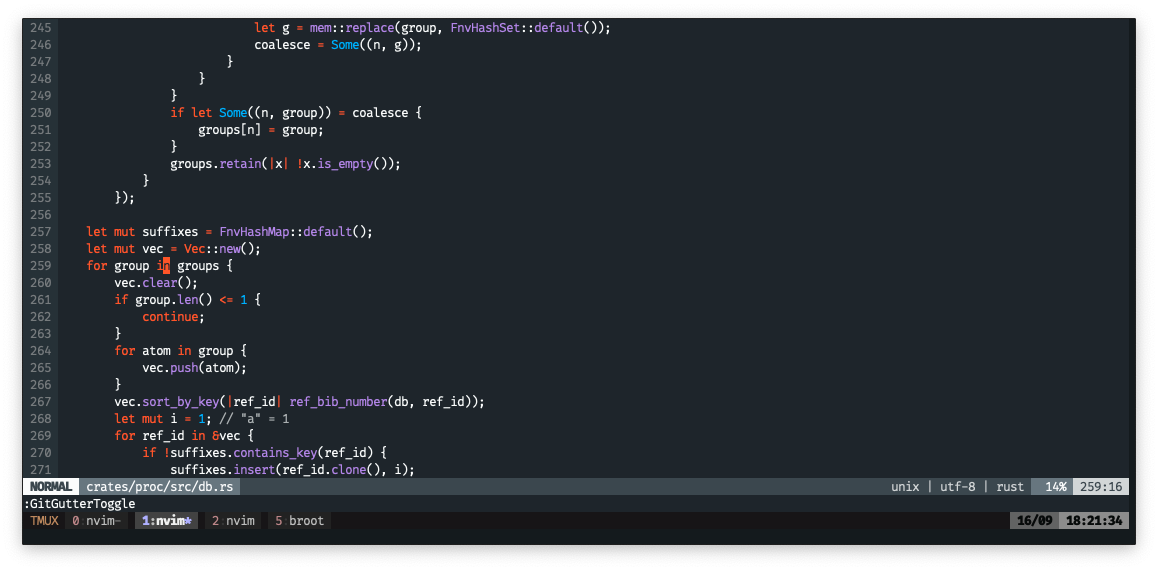 245                             let g = mem::replace(group, FnvHashSet::default());
246                             coalesce = Some((n, g));
247                         }
248                     }
249                 }
250                 if let Some((n, group)) = coalesce {
251                     groups[n] = group;
252                 }
253                 groups.retain(|x| !x.is_empty());
254             }
255         });
256
257     let mut suffixes = FnvHashMap::default();
258     let mut vec = Vec::new();
259     for group in groups {
260         vec.clear();
261         if group.len() <= 1 {
262             continue;
263         }
264         for atom in group {
265             vec.push(atom);
266         }
267         vec.sort_by_key(|ref_id| ref_bib_number(db, ref_id));
268         let mut i = 1; // "a" = 1
269         for ref_id in &vec {
270             if !suffixes.contains_key(ref_id) {
271                 suffixes.insert(ref_id.clone(), i);
NORMAL crates/proc/src/db.rs unix | utf-8 | rust 14% 259:16
:GitGutterToggle
TMUX 0 nvim- 1:nvim* 2 nvim 5 broot 16/09 18:21:34